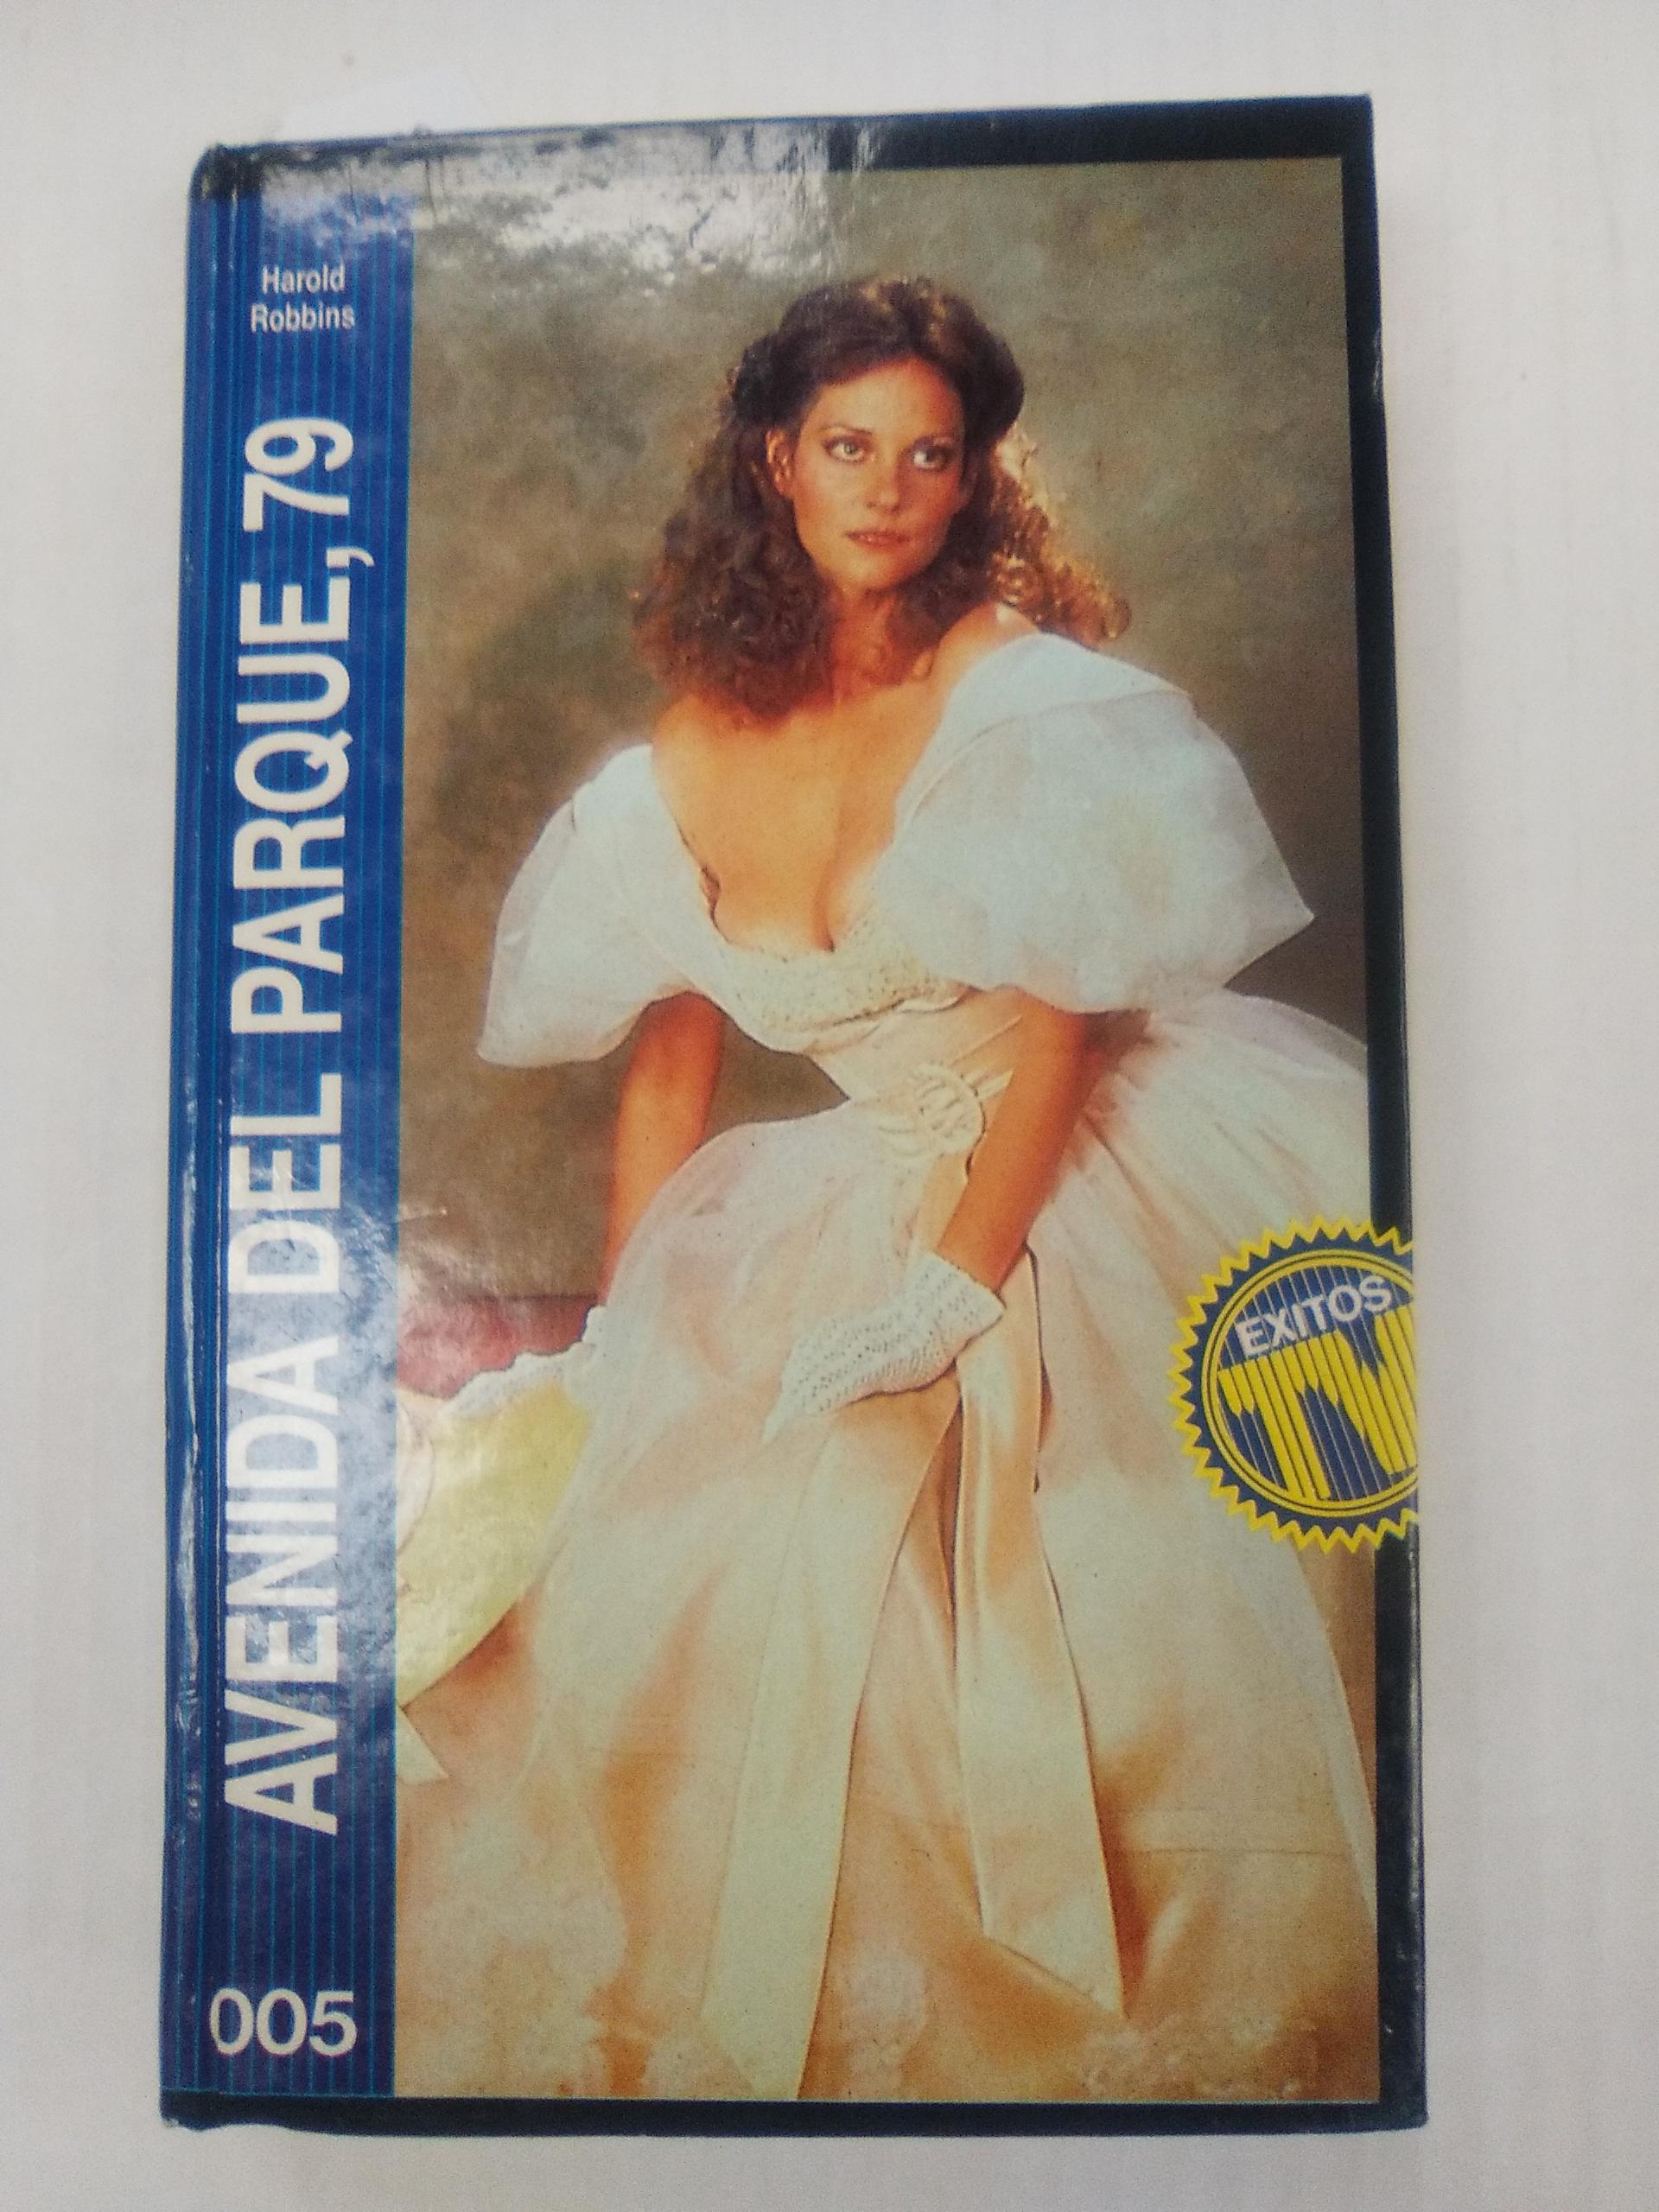 Harold
Robbins
AVENIDA DEL PARQUE, 79
005
EXITOS
TV